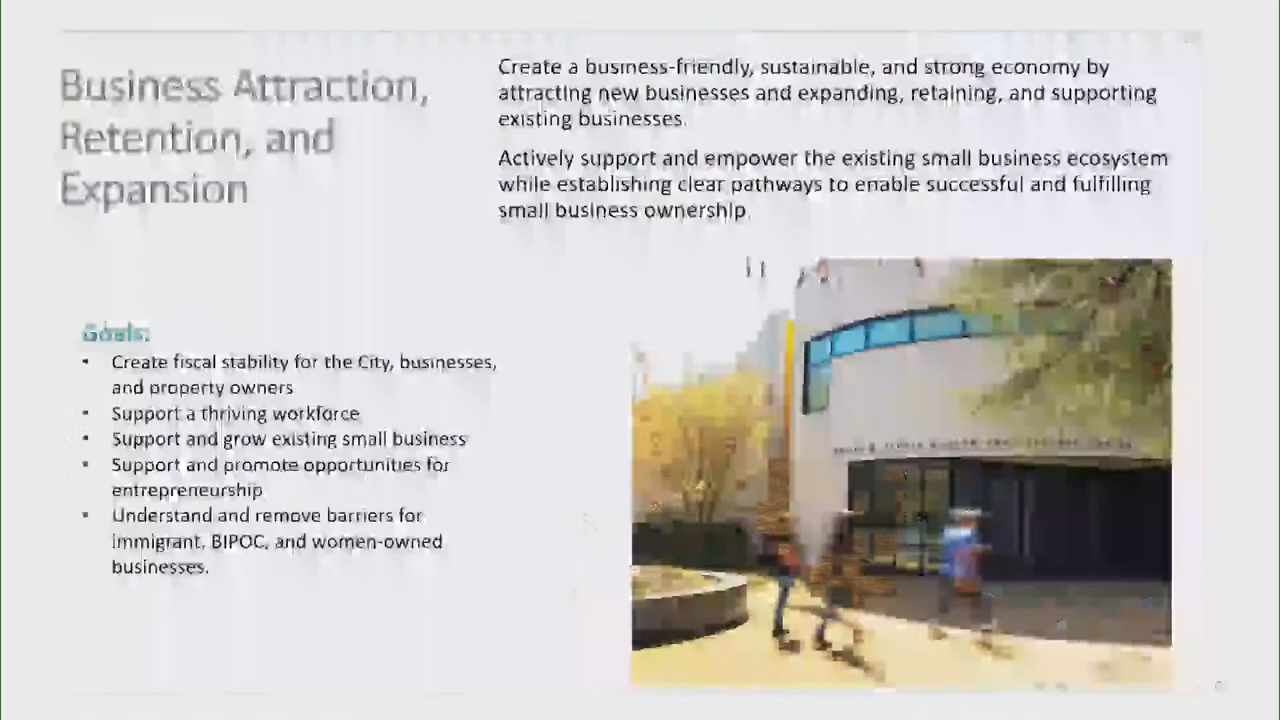 Business Attraction,
Retention, and
Expansion
Create a business-friendly, sustainable, and strong economy by
attracting new businesses and expanding, retaining, and supporting
existing businesses.
Actively support and empower the existing small business ecosystem
while establishing clear pathways to enable successful and fulfilling
small business ownership.
Goals:
• Create fiscal stability for the City, businesses,
and property owners
• Support a thriving workforce
• Support and grow existing small business
• Support and promote opportunities for
entrepreneurship
• Understand and remove barriers for
immigrant, BIPOC, and women-owned
businesses.